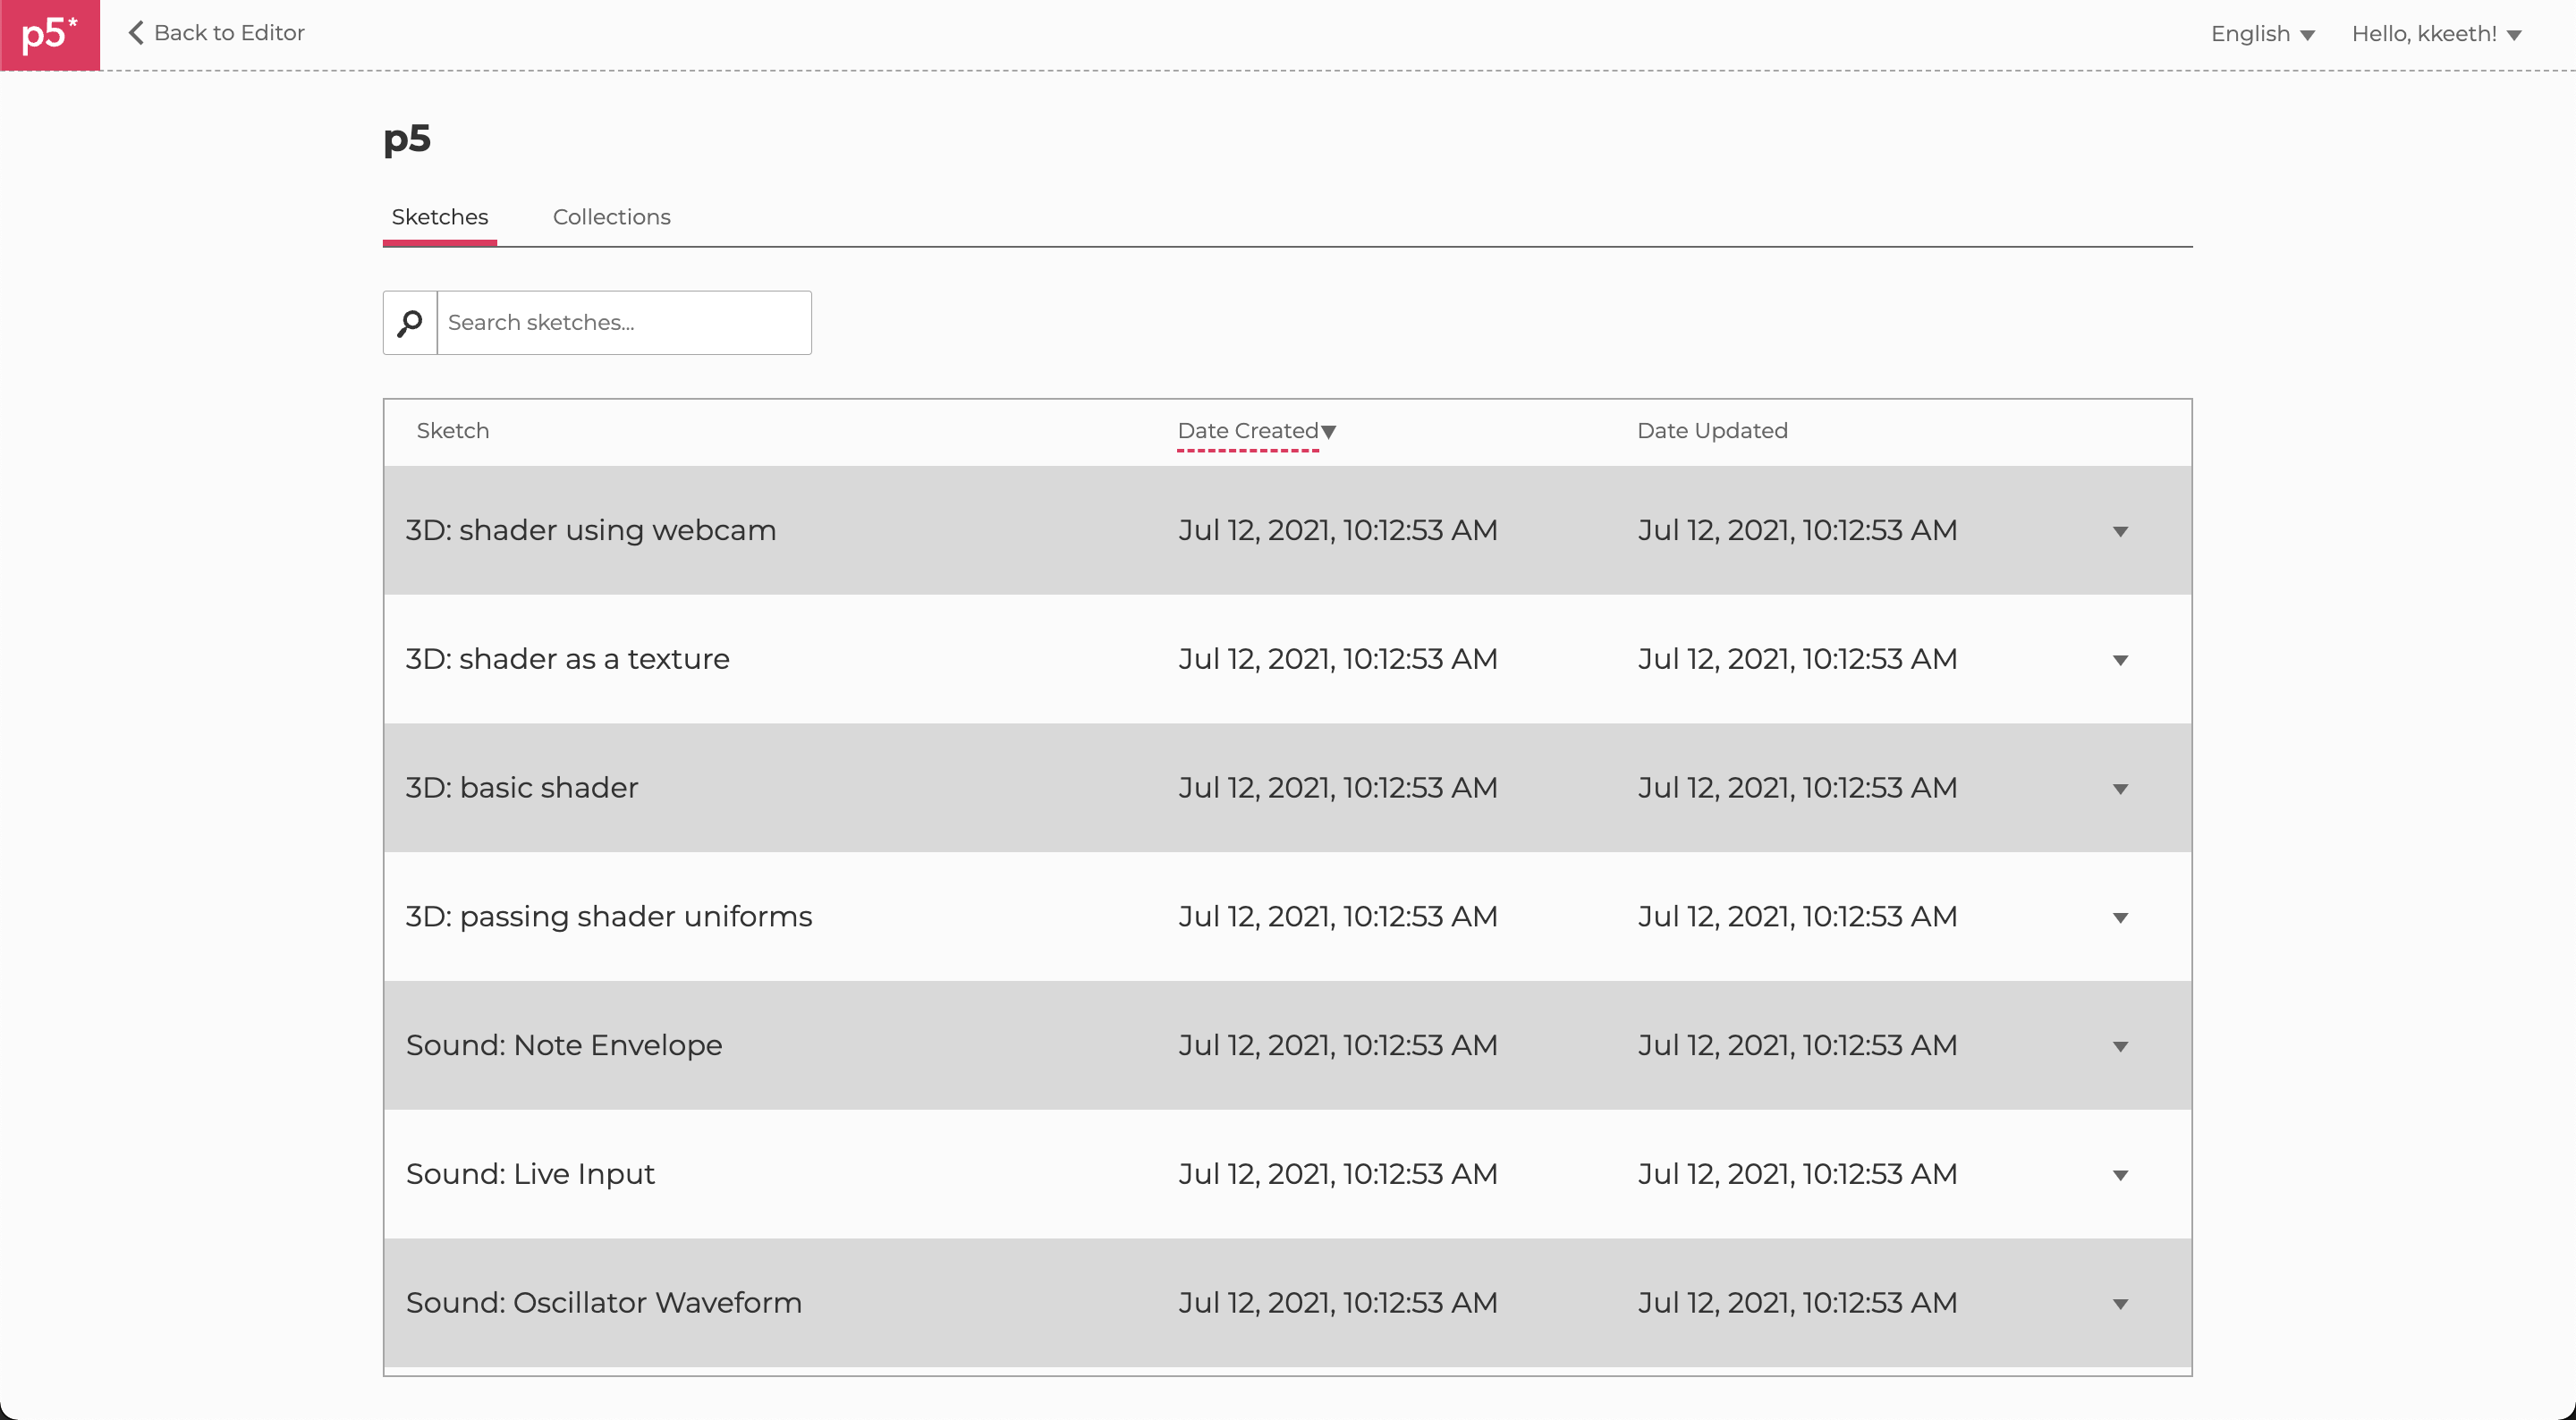 p5* Back to Editor English Hello, kkeeth!
p5
Sketches Collections
Search sketches...
Sketch Date Created Date Updated
3D: shader using webcam Jul 12, 2021, 10:12:53 AM Jul 12, 2021, 10:12:53 AM
3D: shader as a texture Jul 12, 2021, 10:12:53 AM Jul 12, 2021, 10:12:53 AM
3D: basic shader Jul 12, 2021, 10:12:53 AM Jul 12, 2021, 10:12:53 AM
3D: passing shader uniforms Jul 12, 2021, 10:12:53 AM Jul 12, 2021, 10:12:53 AM
Sound: Note Envelope Jul 12, 2021, 10:12:53 AM Jul 12, 2021, 10:12:53 AM
Sound: Live Input Jul 12, 2021, 10:12:53 AM Jul 12, 2021, 10:12:53 AM
Sound: Oscillator Waveform Jul 12, 2021, 10:12:53 AM Jul 12, 2021, 10:12:53 AM